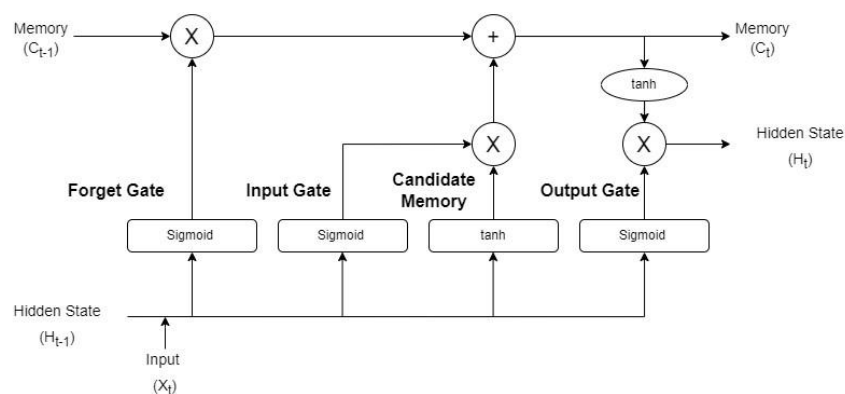 Memory
(Ct-1)
X
+
Memory
(Ct)
tanh
X
X
Hidden State
(Ht)
Forget Gate
Input Gate
Candidate
Memory
Output Gate
Sigmoid
Sigmoid
tanh
Sigmoid
Hidden State
(Ht-1)
Input
(Xt)